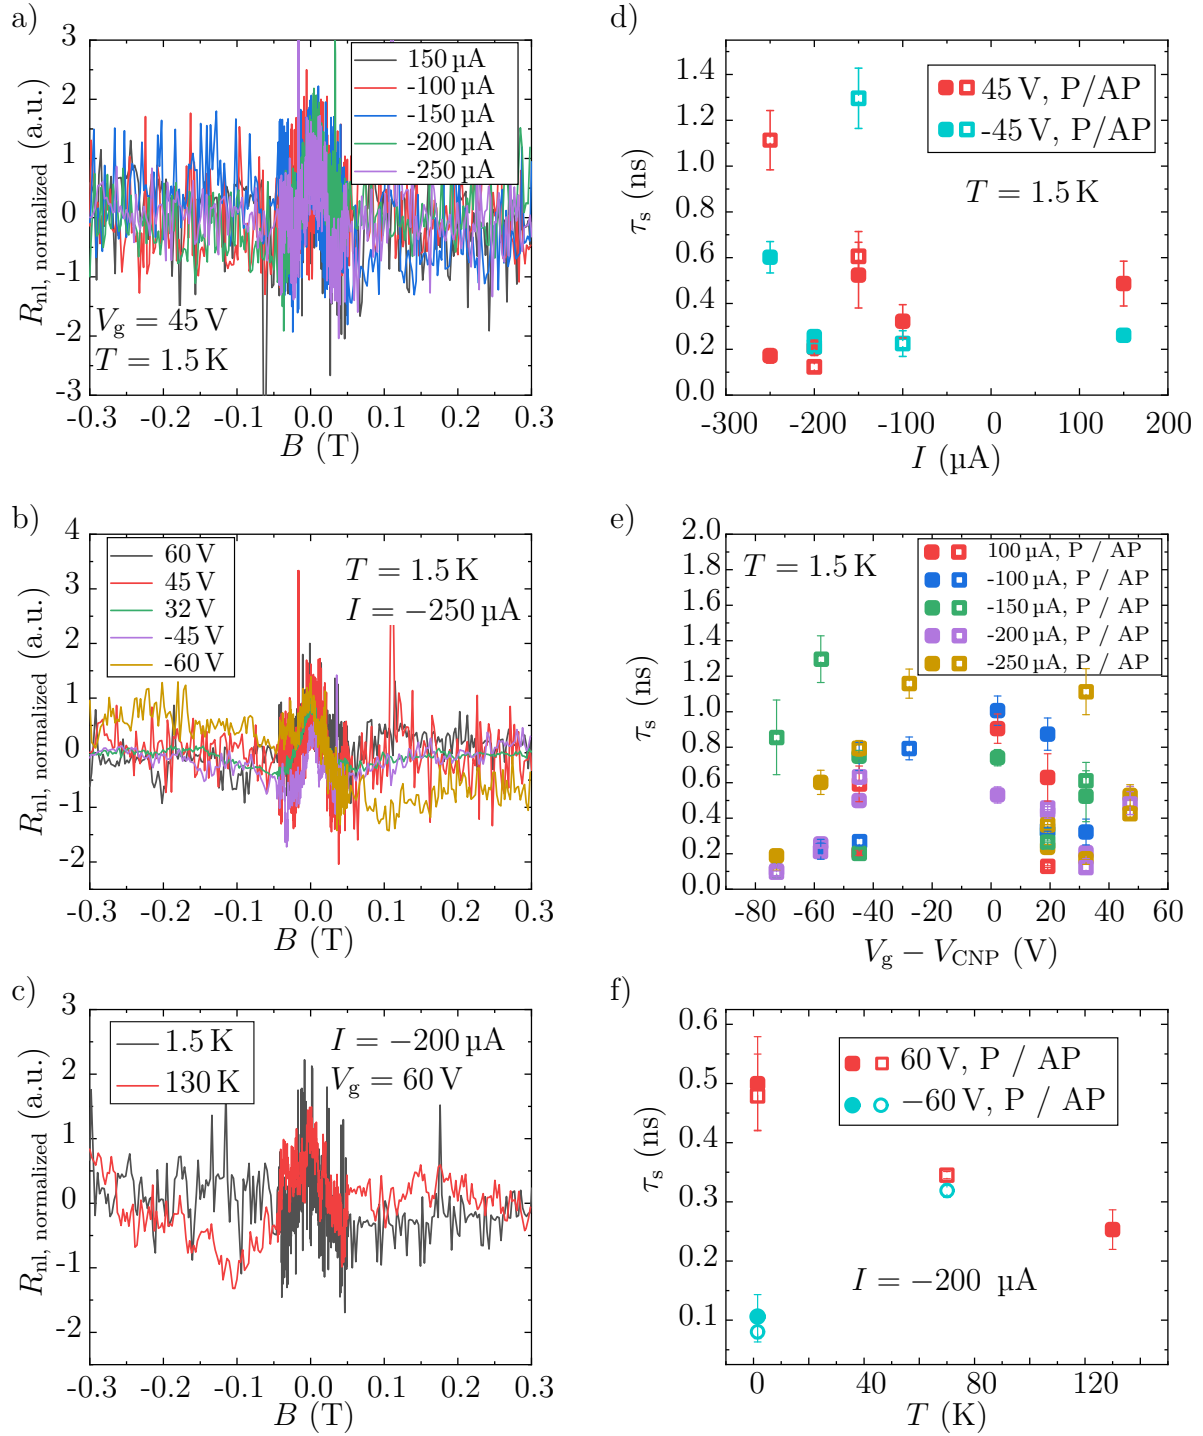 a)
3
2
1
0
-1
-2
-3
R_nl, normalized (a.u.)
150 µA
-100 µA
-150 µA
-200 µA
-250 µA
V_g = 45 V
T = 1.5 K
-0.3 -0.2 -0.1 0.0 0.1 0.2 0.3
B (T)
d)
1.4
1.2
1.0
0.8
0.6
0.4
0.2
0.0
τ_s (ns)
45 V, P/AP
-45 V, P/AP
T = 1.5 K
-300 -200 -100 0 100 200
I (µA)
b)
4
3
2
1
0
-1
-2
R_nl, normalized (a.u.)
60 V
45 V
32 V
-45 V
-60 V
T = 1.5 K
I = −250 µA
-0.3 -0.2 -0.1 0.0 0.1 0.2 0.3
B (T)
e)
2.0
1.8
1.6
1.4
1.2
1.0
0.8
0.6
0.4
0.2
0.0
τ_s (ns)
T = 1.5 K
100 µA, P / AP
-100 µA, P / AP
-150 µA, P / AP
-200 µA, P / AP
-250 µA, P / AP
-80 -60 -40 -20 0 20 40 60
V_g − V_CNP (V)
c)
3
2
1
0
-1
-2
R_nl, normalized (a.u.)
1.5 K
130 K
I = −200 µA
V_g = 60 V
-0.3 -0.2 -0.1 0.0 0.1 0.2 0.3
B (T)
f)
0.6
0.5
0.3
0.2
0.1
τ_s (ns)
60 V, P / AP
−60 V, P / AP
I = −200 µA
0 40 80 120
T (K)